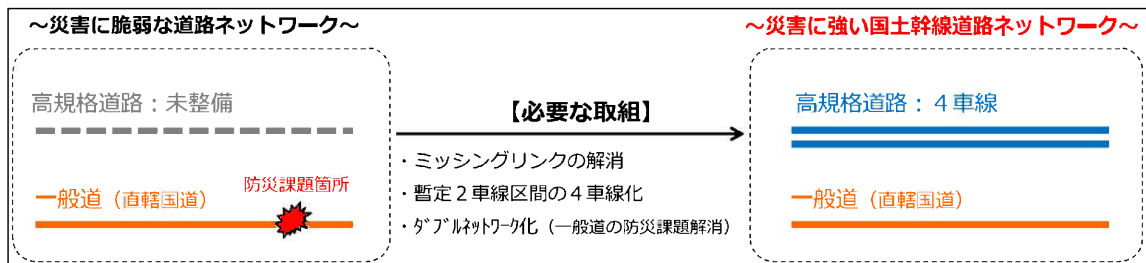 ～災害に脆弱な道路ネットワーク～
高規格道路：未整備
防災課題箇所
一般道（直轄国道）
【必要な取組】
・ミッシングリンクの解消
・暫定２車線区間の４車線化
・ﾀﾞﾌﾞﾙﾈｯﾄﾜｰｸ化（一般道の防災課題解消）
～災害に強い国土幹線道路ネットワーク～
高規格道路：４車線
一般道（直轄国道）